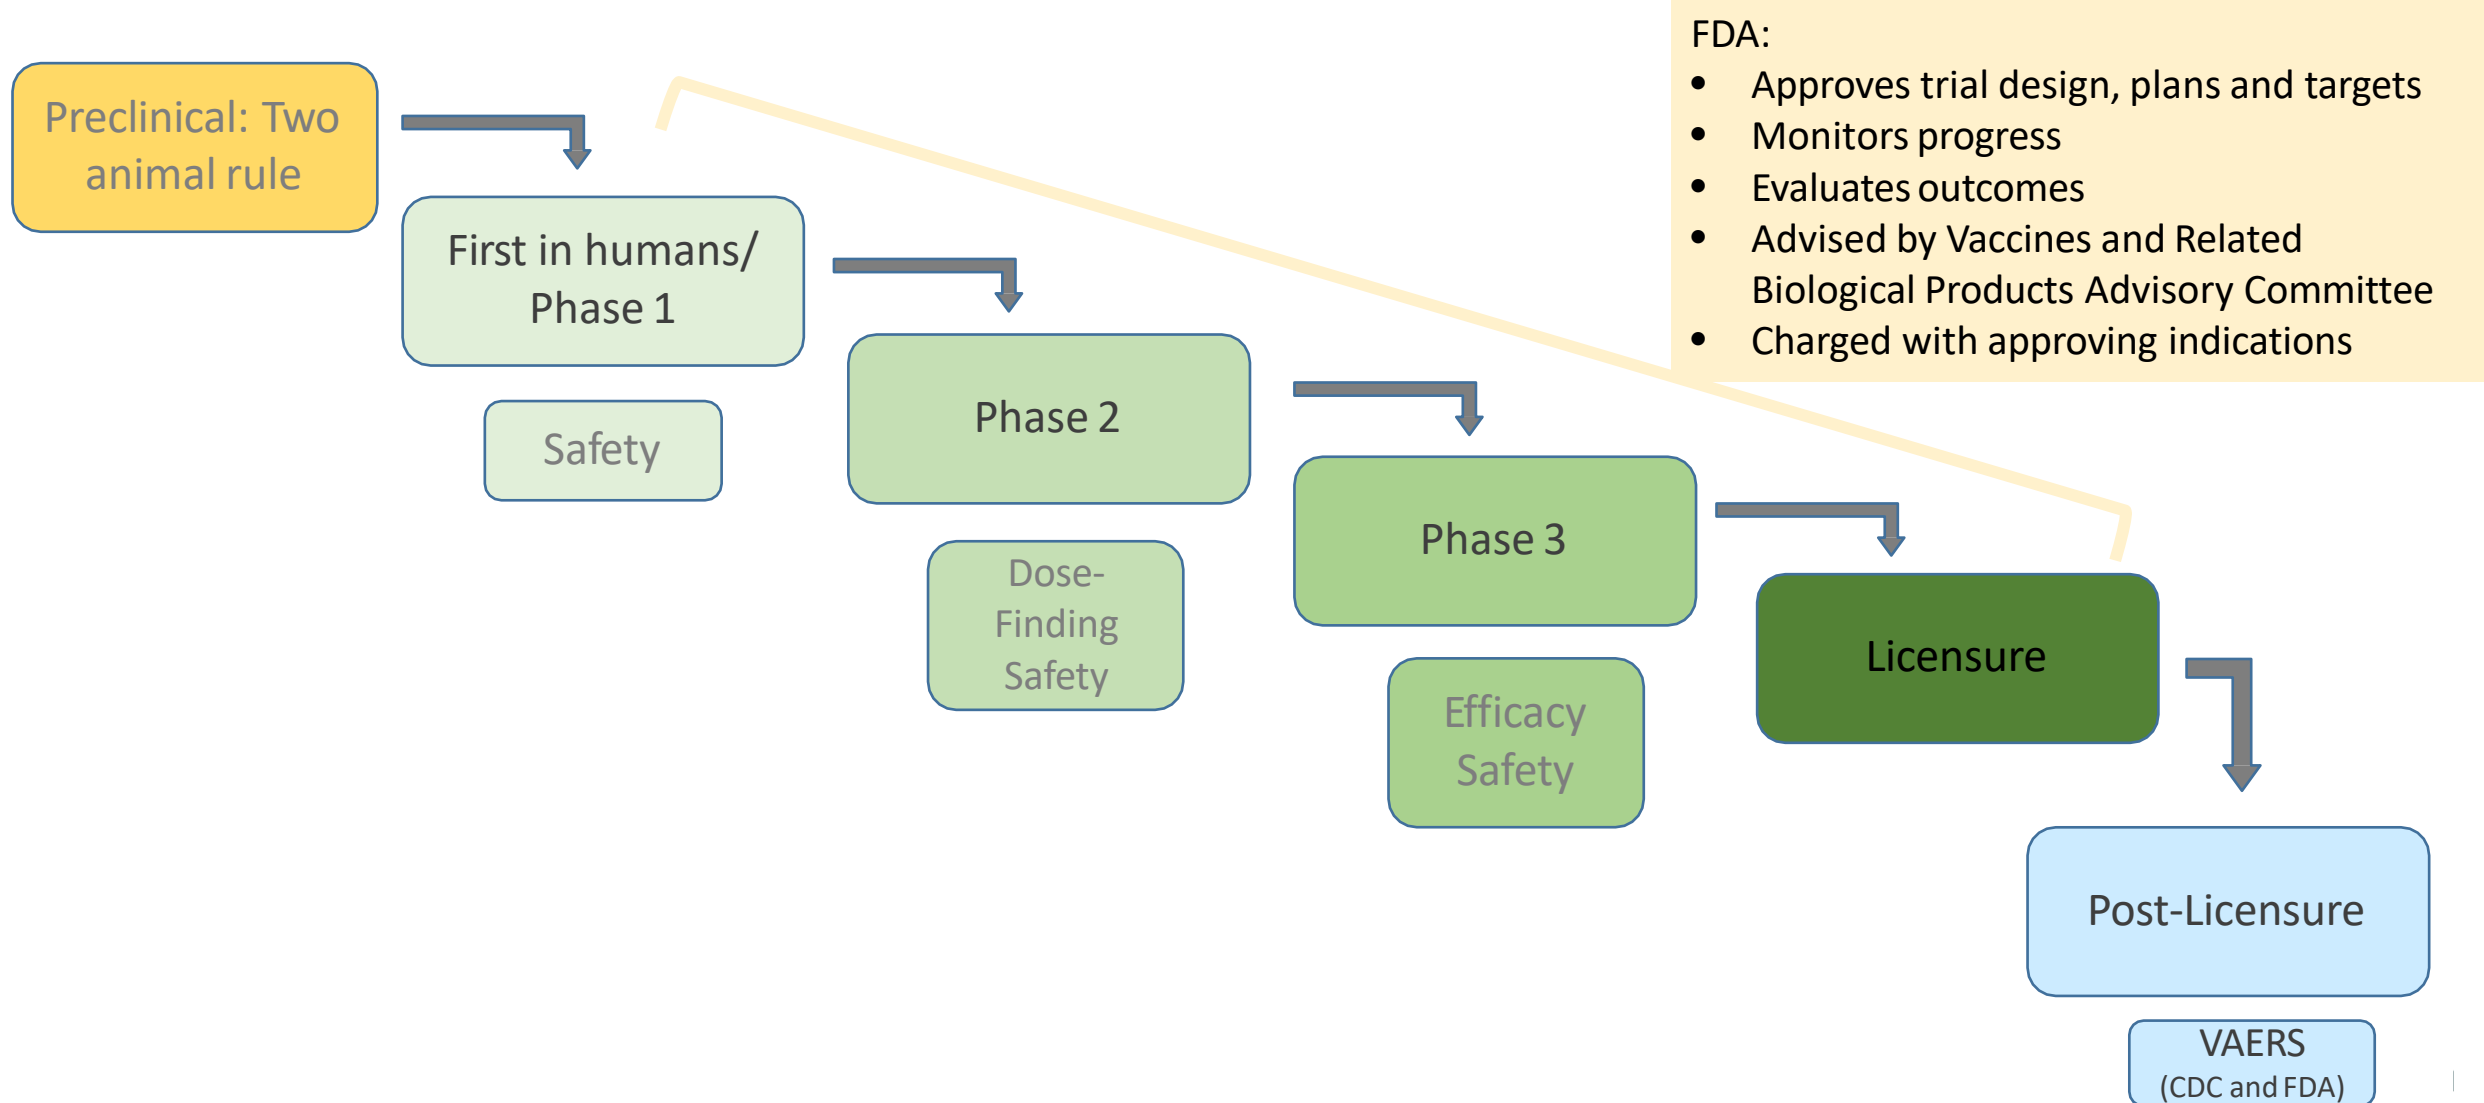 FDA:
• Approves trial design, plans and targets
• Monitors progress
• Evaluates outcomes
• Advised by Vaccines and Related
Biological Products Advisory Committee
• Charged with approving indications
Preclinical: Two
animal rule
First in humans/
Phase 1
Safety
Phase 2
Dose-
Finding
Safety
Phase 3
Efficacy
Safety
Licensure
Post-Licensure
VAERS
(CDC and FDA)